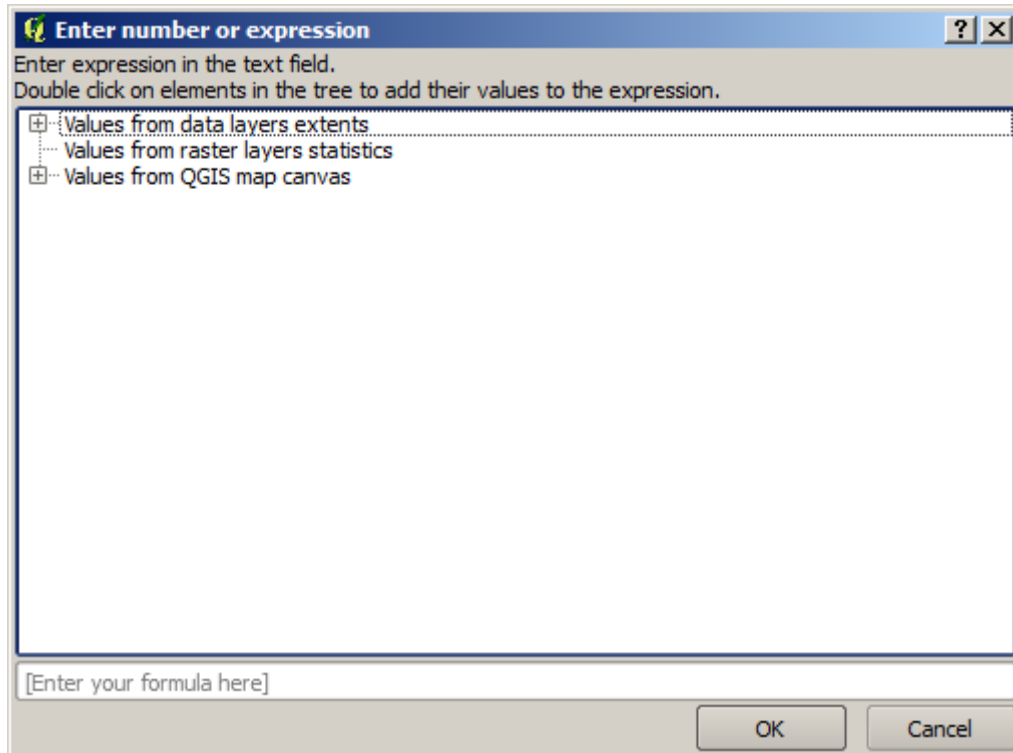 Enter number or expression
Enter expression in the text field.
Double click on elements in the tree to add their values to the expression.
Values from data layers extents
Values from raster layers statistics
Values from QGIS map canvas
[Enter your formula here]
OK Cancel